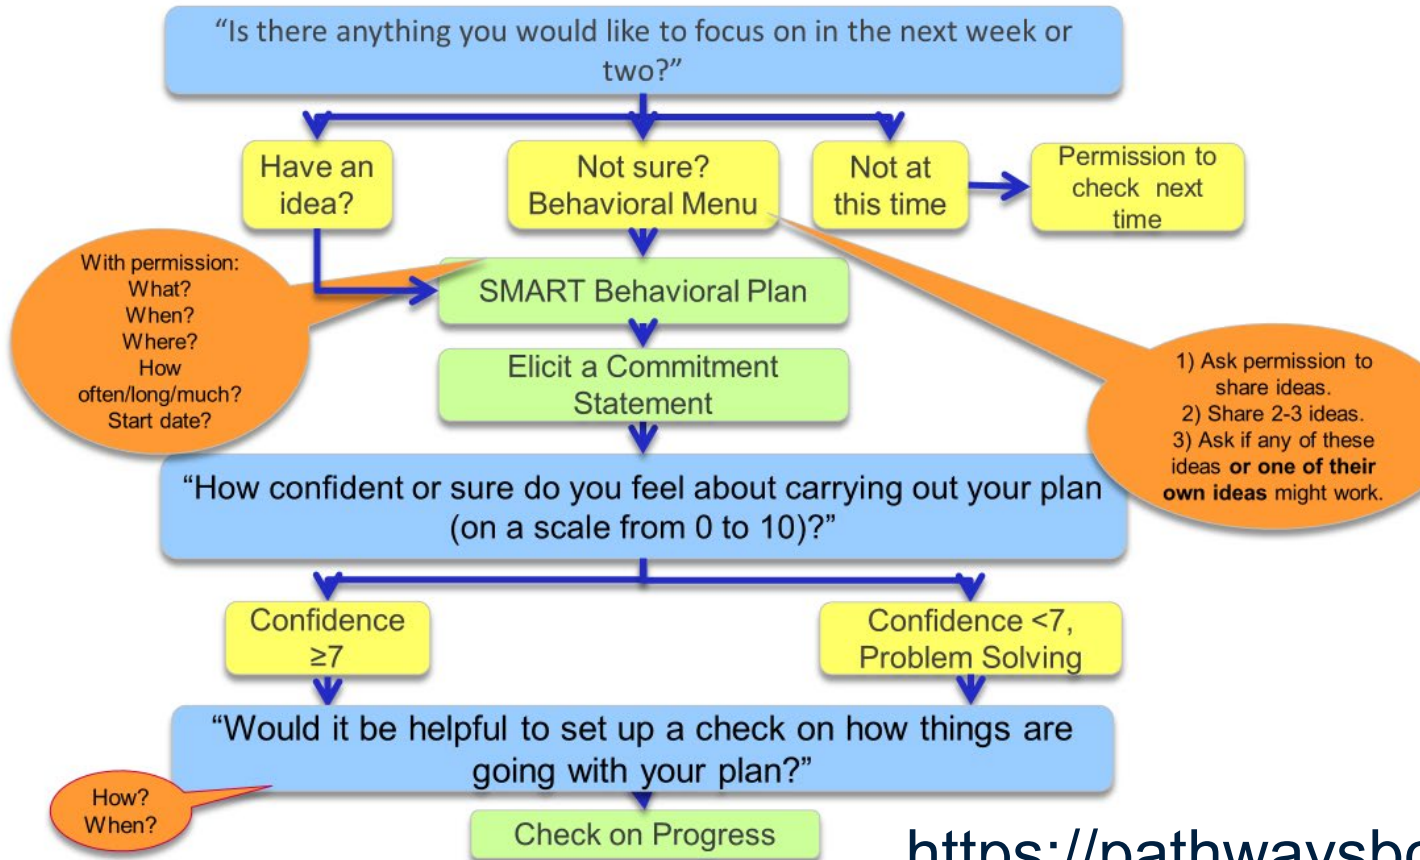 “Is there anything you would like to focus on in the next week or
two?”
Have an
idea?
Not sure?
Behavioral Menu
Not at
this time
Permission to
check next
time
With permission:
What?
When?
Where?
How
often/long/much?
Start date?
SMART Behavioral Plan
Elicit a Commitment
Statement
1) Ask permission to
share ideas.
2) Share 2-3 ideas.
3) Ask if any of these
ideas or one of their
own ideas might work.
“How confident or sure do you feel about carrying out your plan
(on a scale from 0 to 10)?”
Confidence
≥7
Confidence <7,
Problem Solving
“Would it be helpful to set up a check on how things are
going with your plan?”
How?
When?
Check on Progress